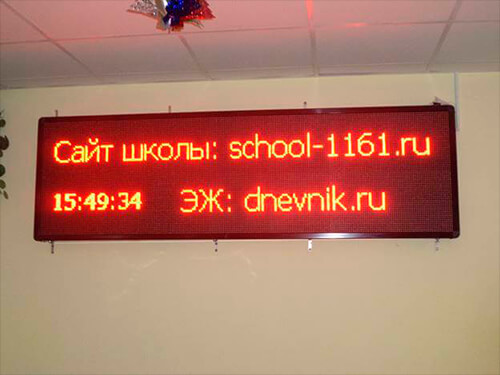 Сайт школы: school-1161.ru
15:49:34 ЭЖ: dnevnik.ru